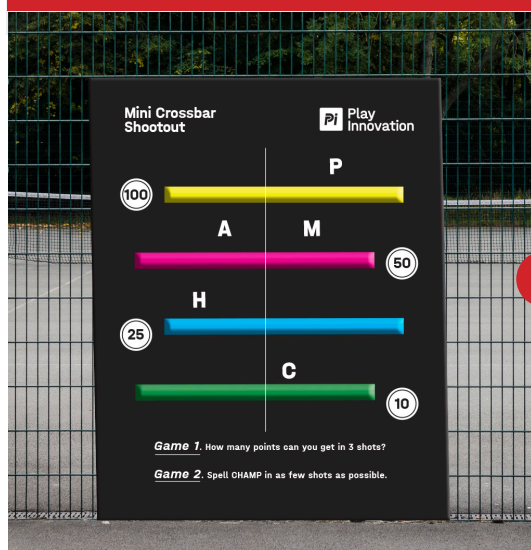 Mini Crossbar
Shootout
Pi Play
Innovation
P
100
A M
50
H
25
C
10
Game 1. How many points can you get in 3 shots?
Game 2. Spell CHAMP in as few shots as possible.